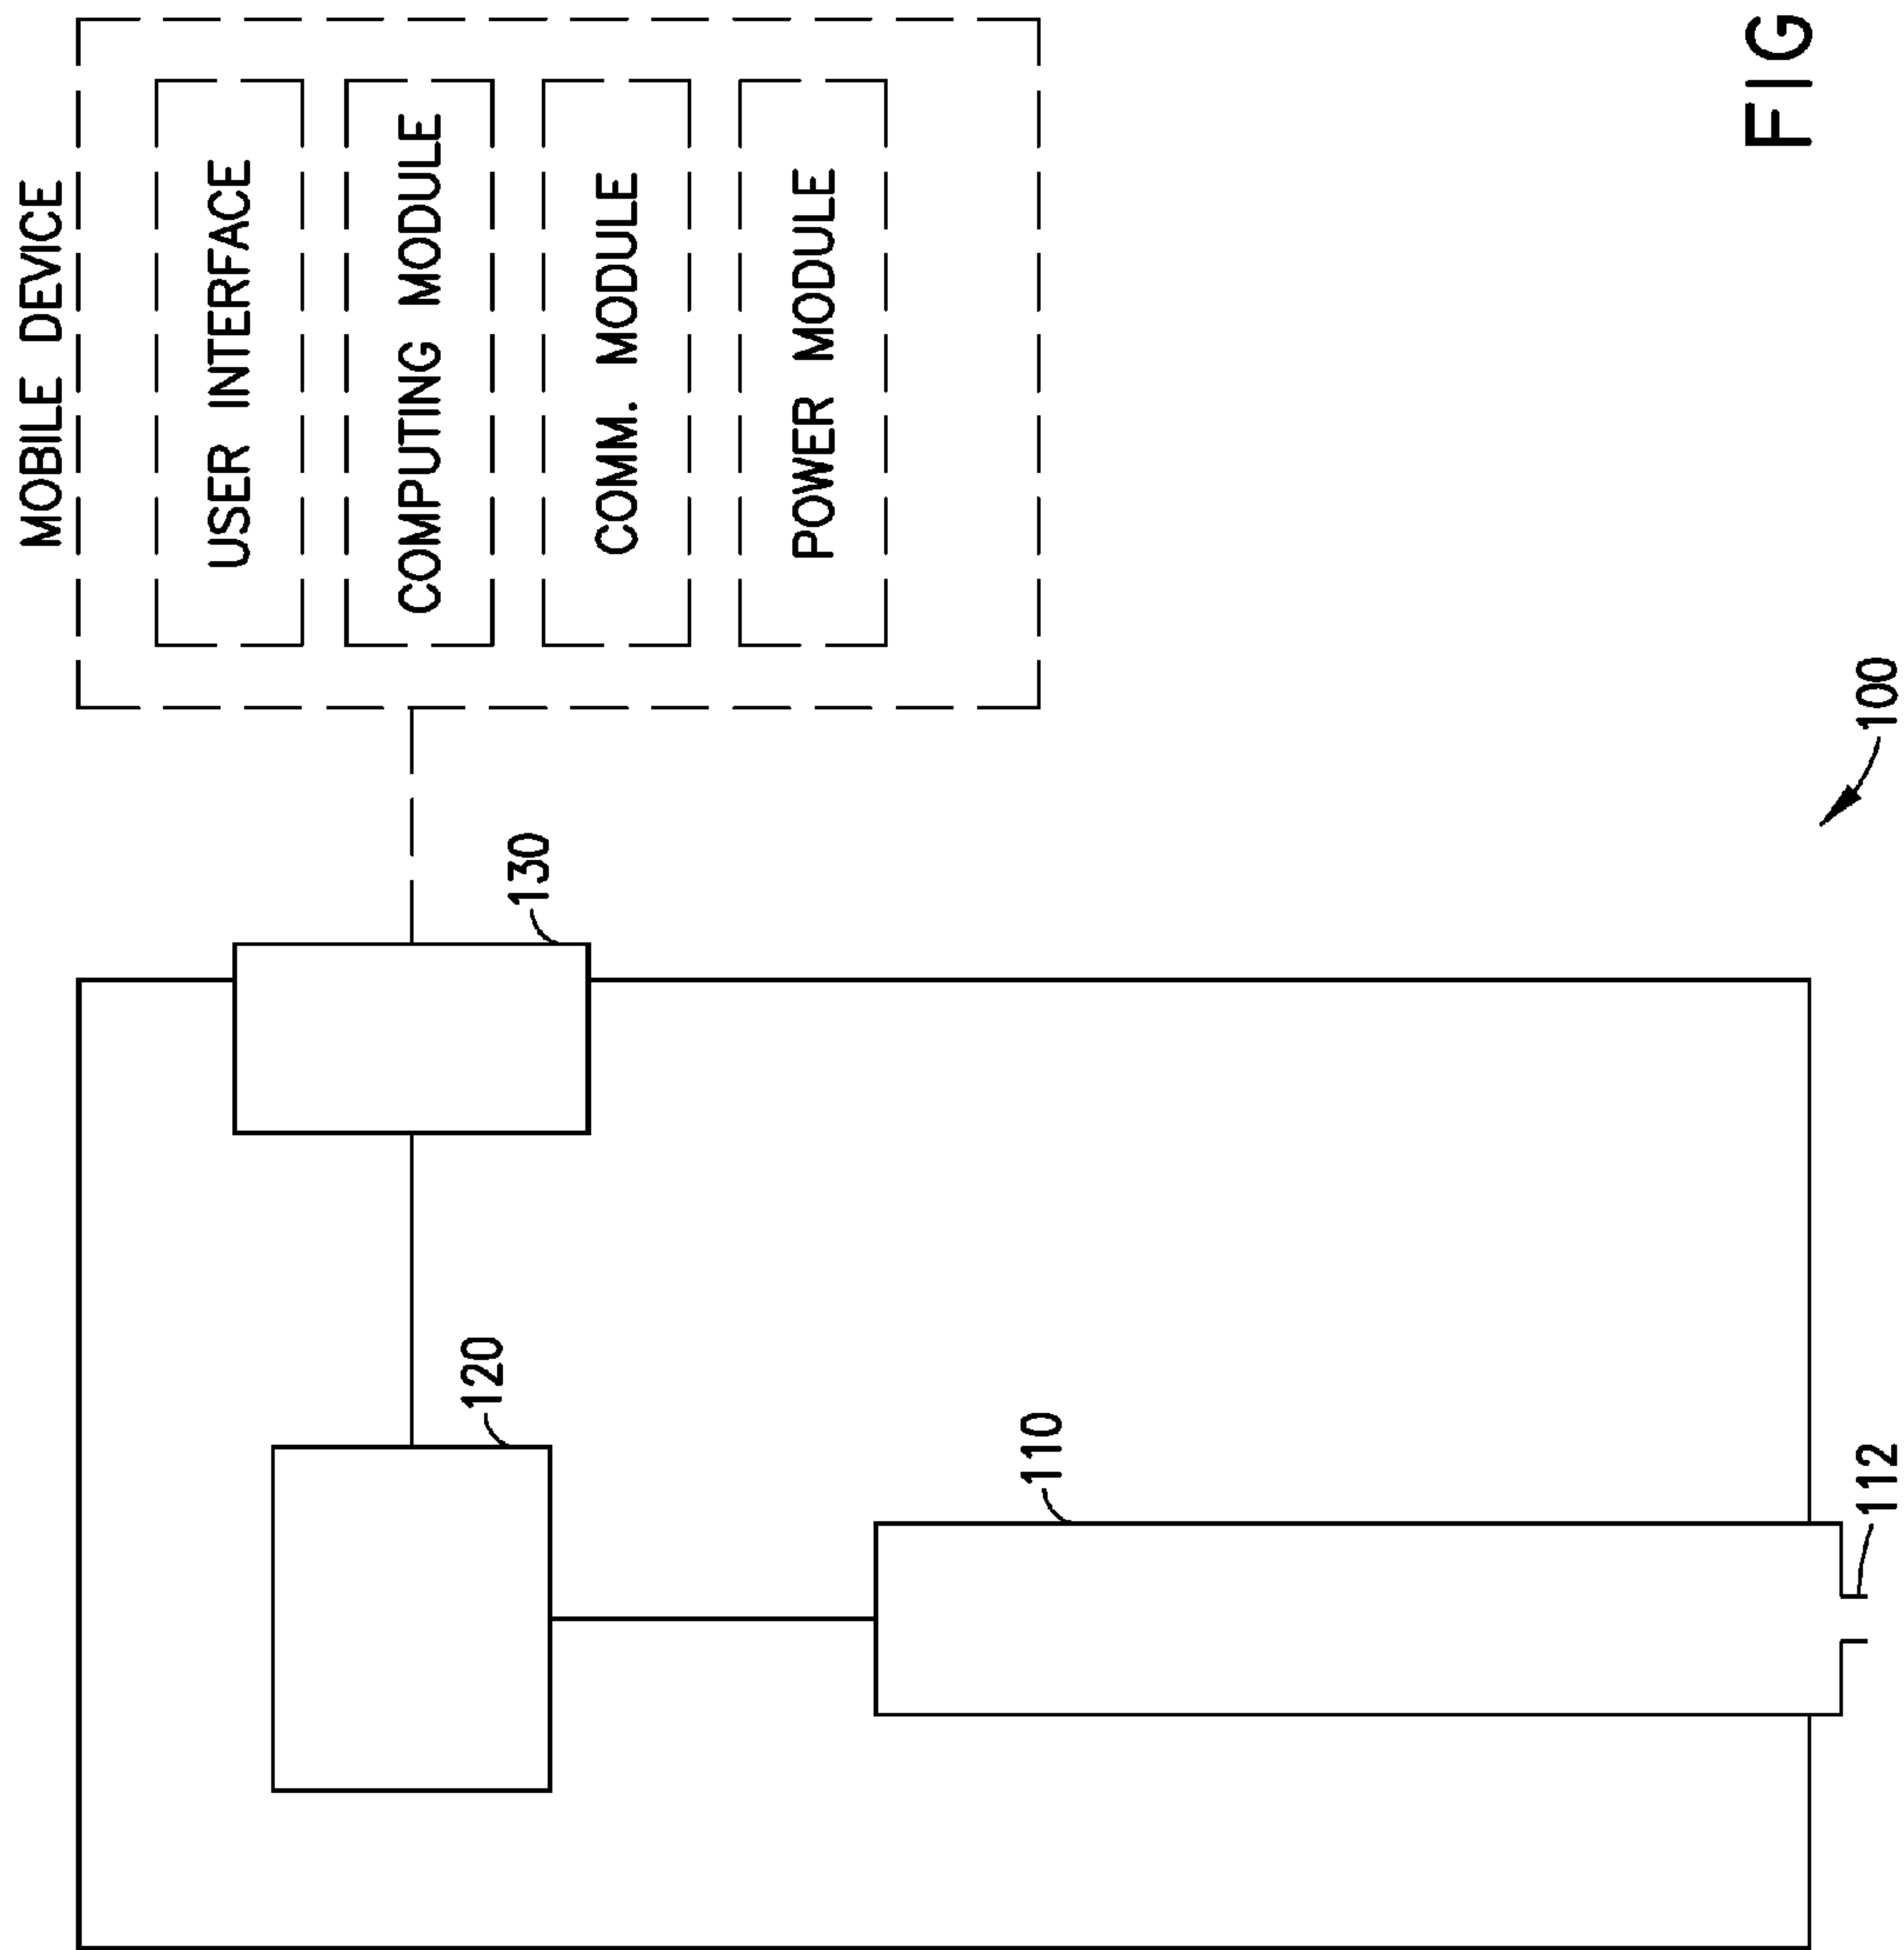 MOBILE DEVICE
USER INTERFACE
COMPUTING MODULE
COMM. MODULE
POWER MODULE
130
120
110
112
100
FIG